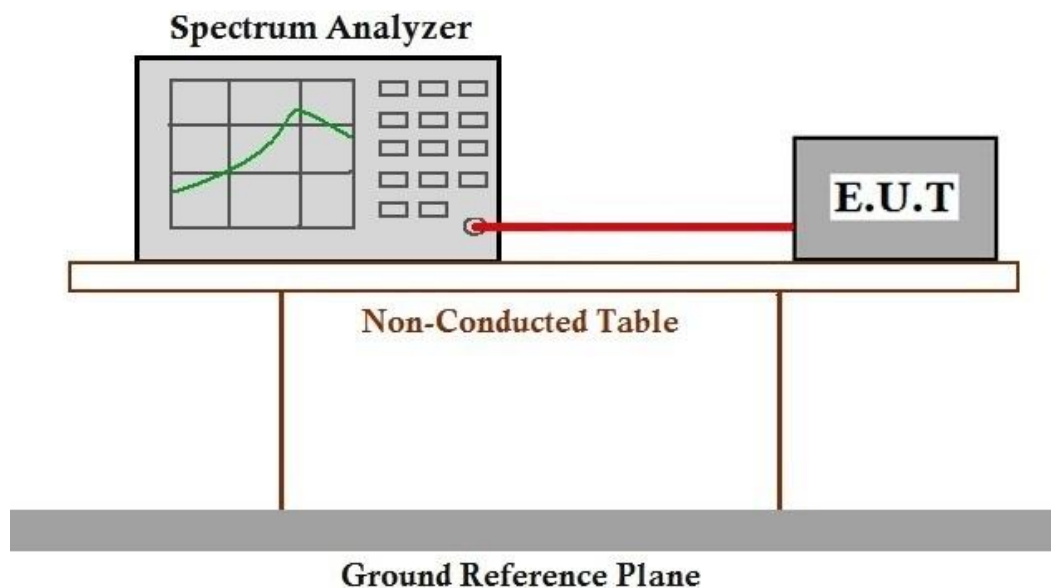 Spectrum Analyzer
E.U.T
Non-Conducted Table
Ground Reference Plane